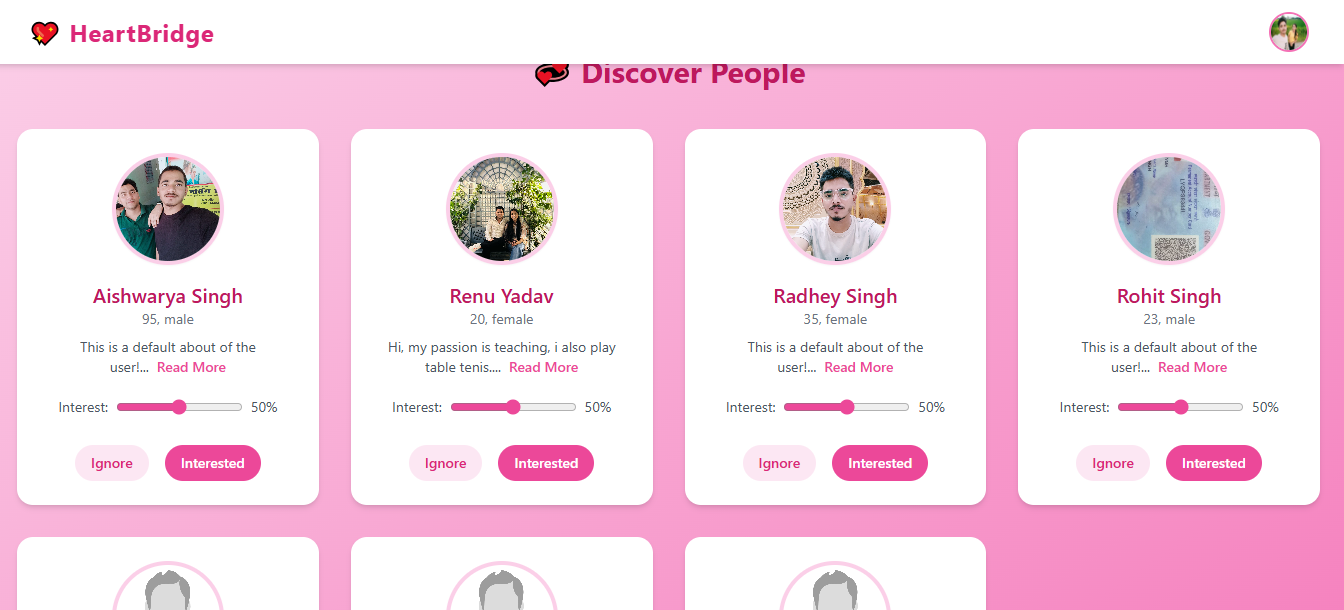 HeartBridge
Discover People
Aishwarya Singh
95, male
This is a default about of the
user!... Read More
Interest: 50%
Ignore Interested
Renu Yadav
20, female
Hi, my passion is teaching, i also play
table tenis.... Read More
Interest: 50%
Ignore Interested
Radhey Singh
35, female
This is a default about of the
user!... Read More
Interest: 50%
Ignore Interested
Rohit Singh
23, male
This is a default about of the
user!... Read More
Interest: 50%
Ignore Interested